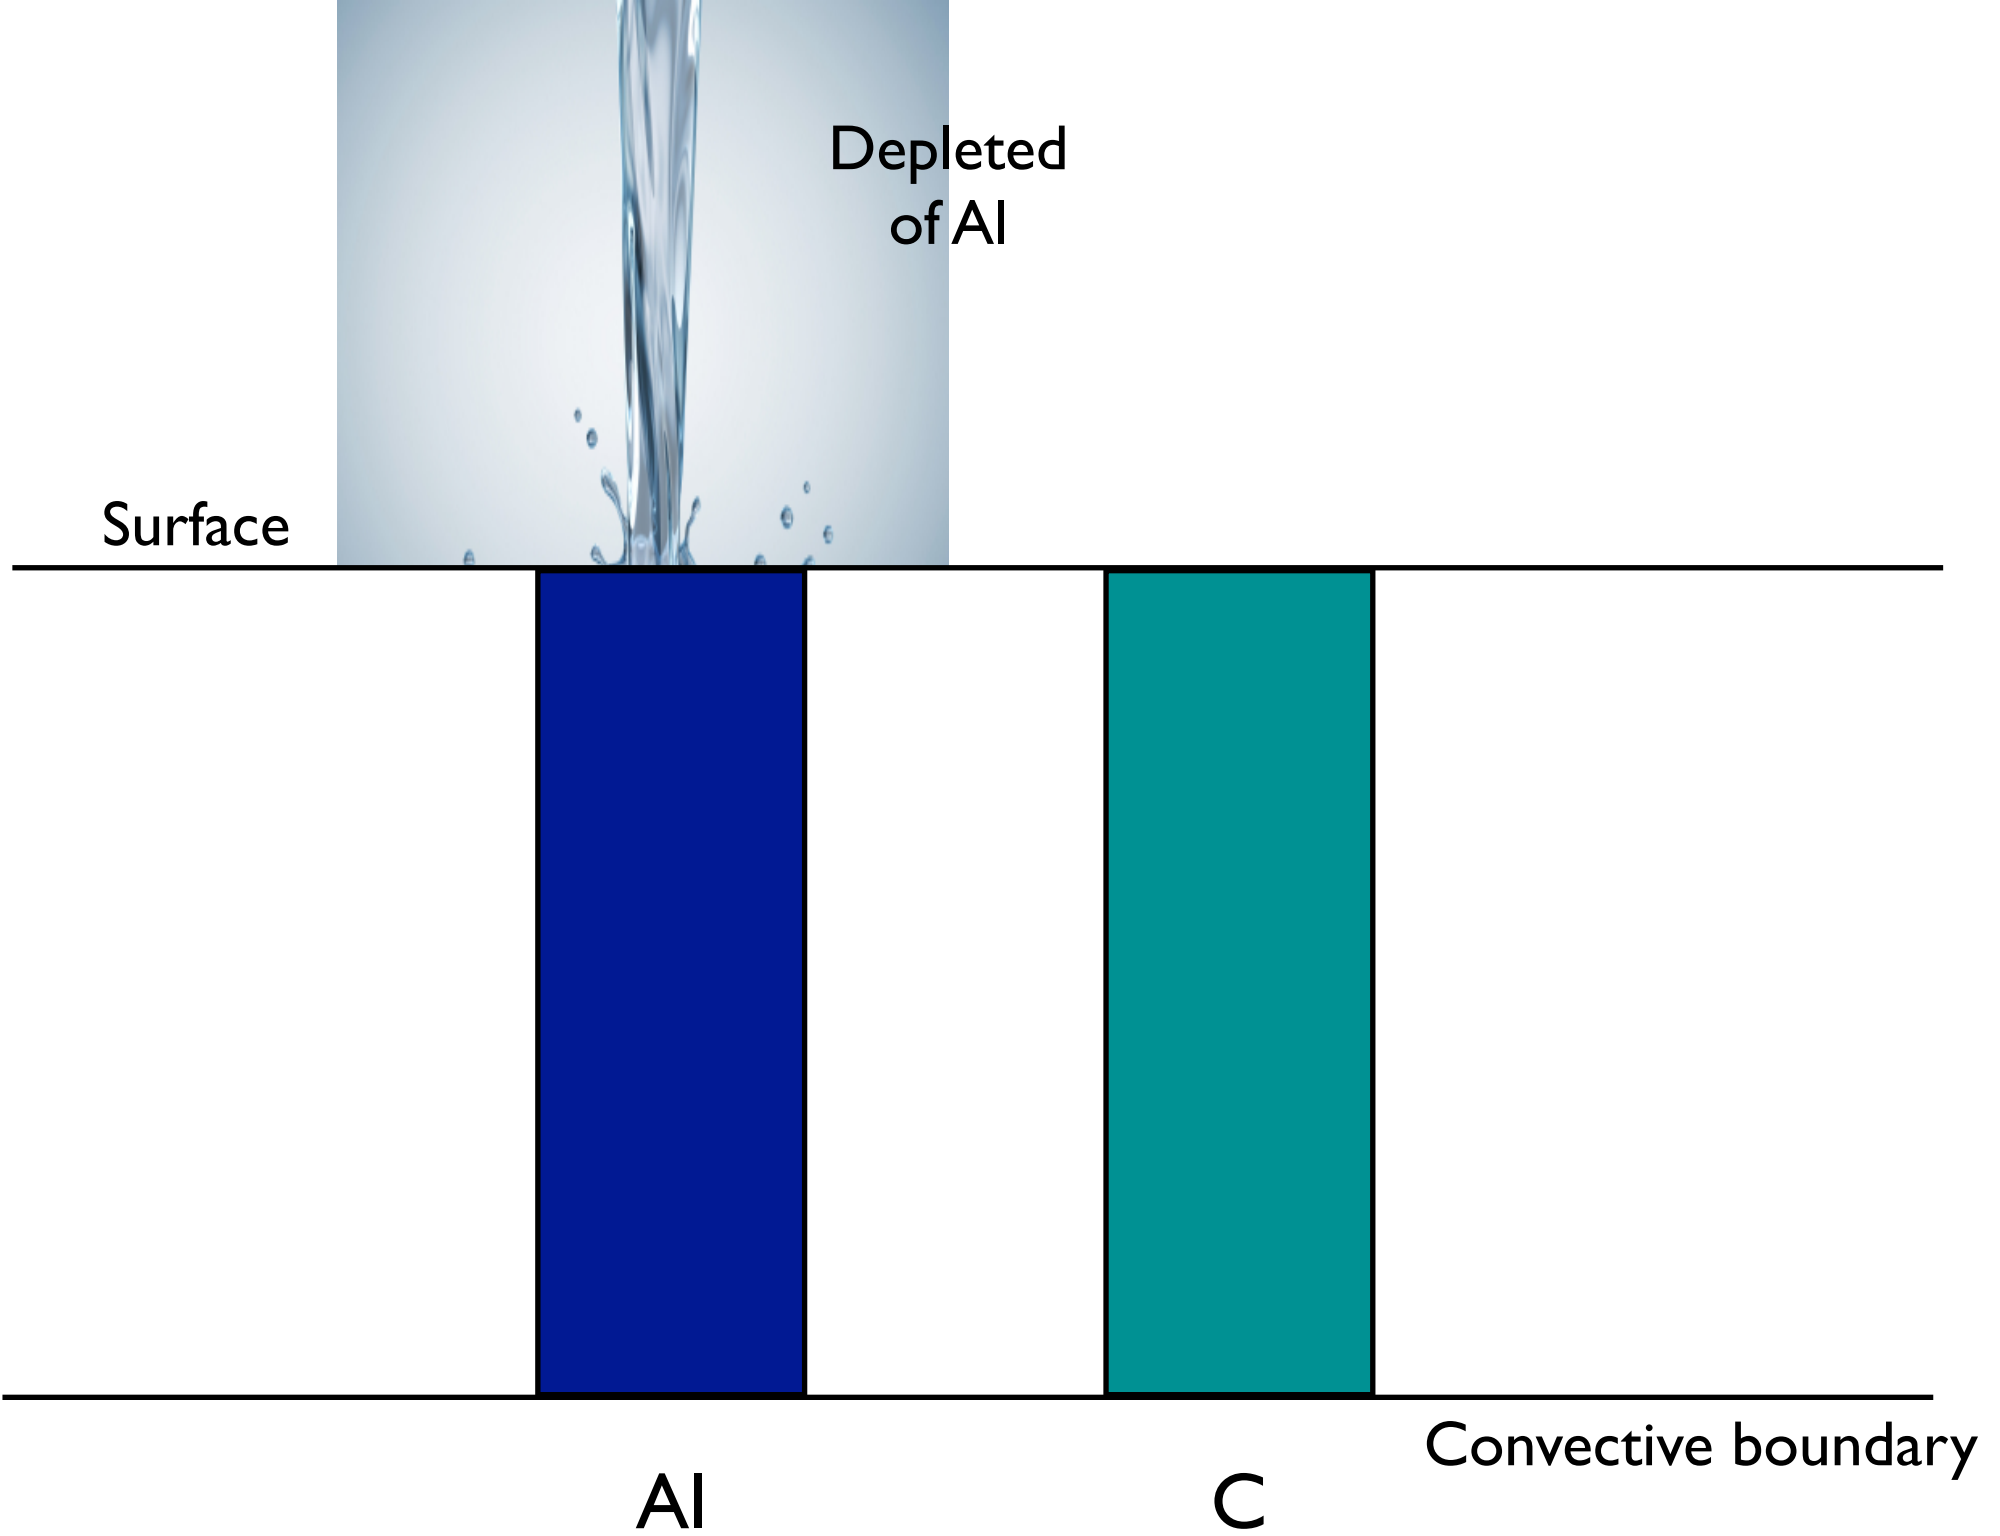 Depleted
of Al
Surface
Convective boundary
Al
C